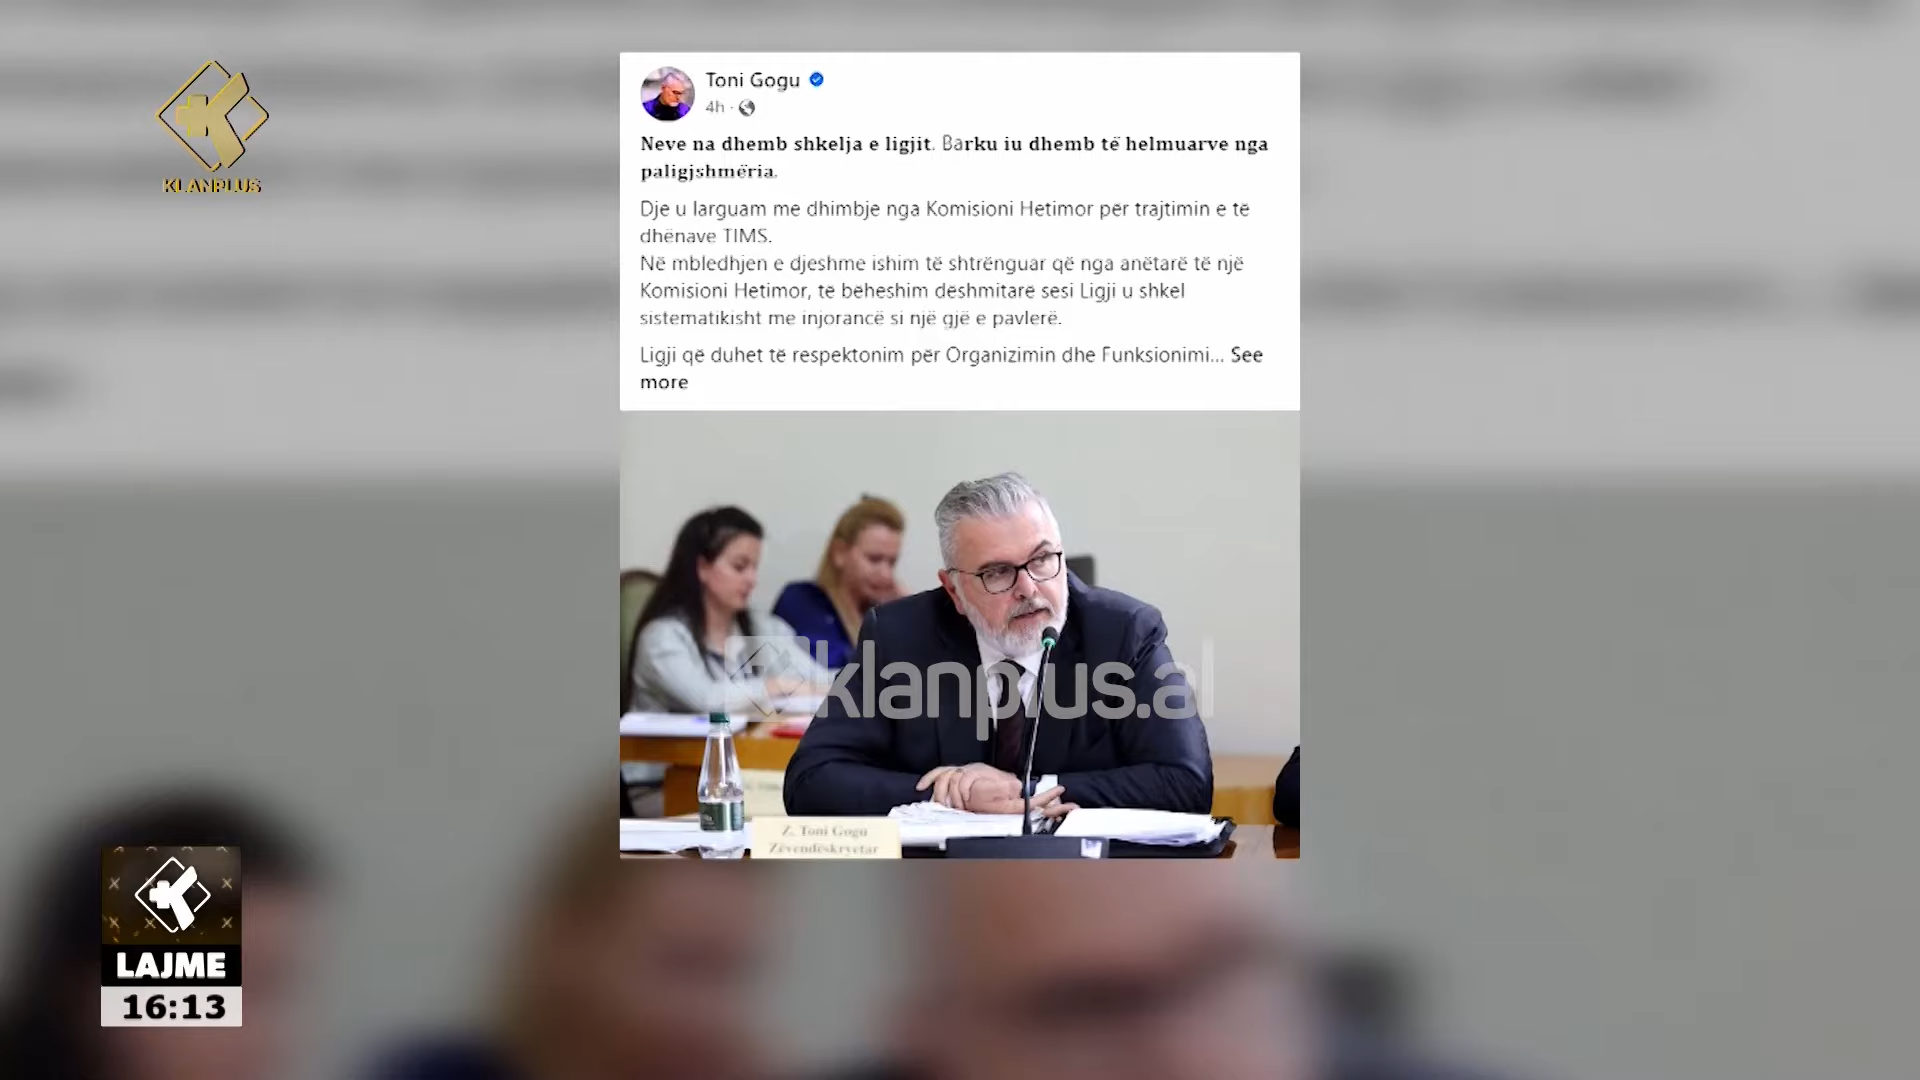 KLANPLUS
Toni Gogu
4h
Neve na dhemb shkelja e ligjit. Barku iu dhemb të helmuarve nga
paligjshmëria.
Dje u larguam me dhimbje nga Komisioni Hetimor për trajtimin e të
dhënave TIMS.
Në mbledhjen e djeshme ishim të shtrënguar që nga anëtarë të një
Komisioni Hetimor, të beheshim deshmitare sesi Ligji u shkel
sistematikisht me injorancë si një gjë e pavlerë.
Ligji që duhet të respektonim për Organizimin dhe Funksionimi... See
more
klanplus.al
Z. Toni Gogu
Zëvendëskryetar
LAJME
16:13